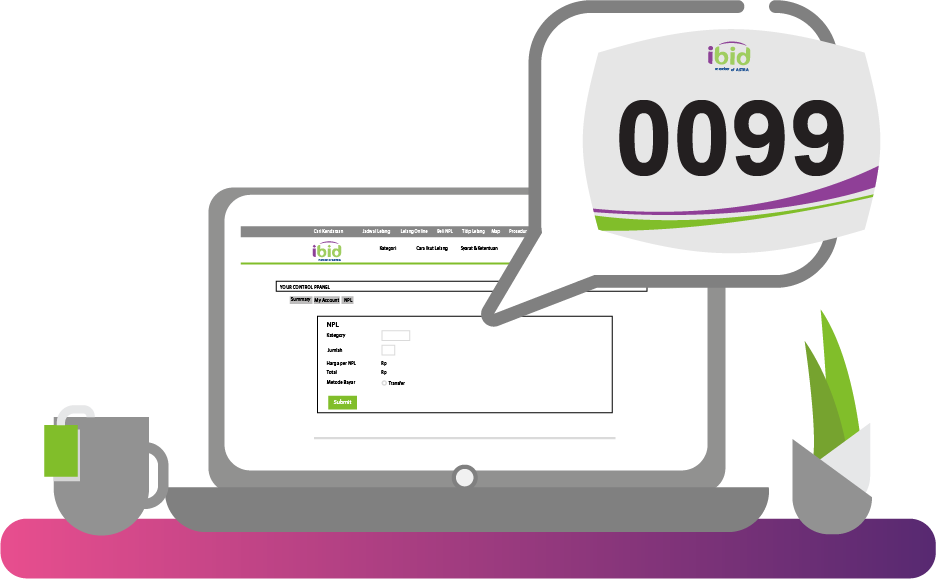 ibid
member of ASTRA
0099
Cari Kendaraan Jadwal Lelang Lelang Online Beli NPL Titip Lelang Map Prosedur
ibid
member of ASTRA
Kategori Cara Ikut Lelang Syarat & Ketentuan
YOUR CONTROL PPANEL
Summary My Account NPL
NPL
Kategory
Jumlah
Harga per NPL Rp
Total Rp
Metode Bayar Transfer
Submit